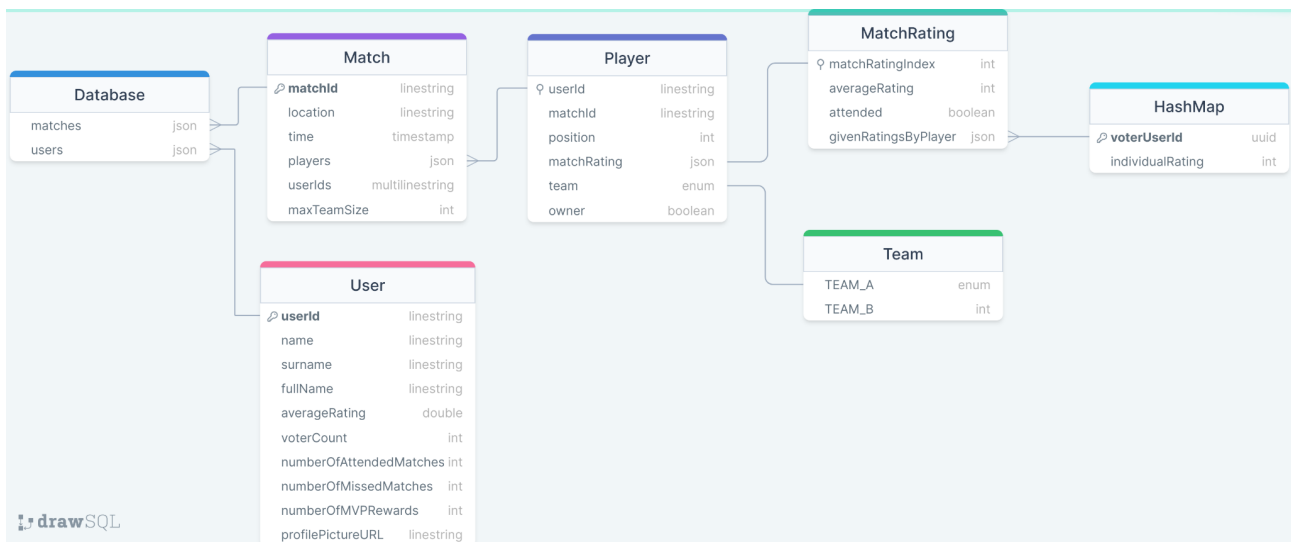 Database
matches json
users json
Match
matchId linestring
location linestring
time timestamp
players json
userIds multilinestring
maxTeamSize int
User
userId linestring
name linestring
surname linestring
fullName linestring
averageRating double
voterCount int
numberOfAttendedMatches int
numberOfMissedMatches int
numberOfMVPRewards int
profilePictureURL linestring
Player
userId linestring
matchId linestring
position int
matchRating json
team enum
owner boolean
MatchRating
matchRatingIndex int
averageRating int
attended boolean
givenRatingsByPlayer json
Team
TEAM_A enum
TEAM_B int
HashMap
voterUserId uuid
individualRating int
drawSQL